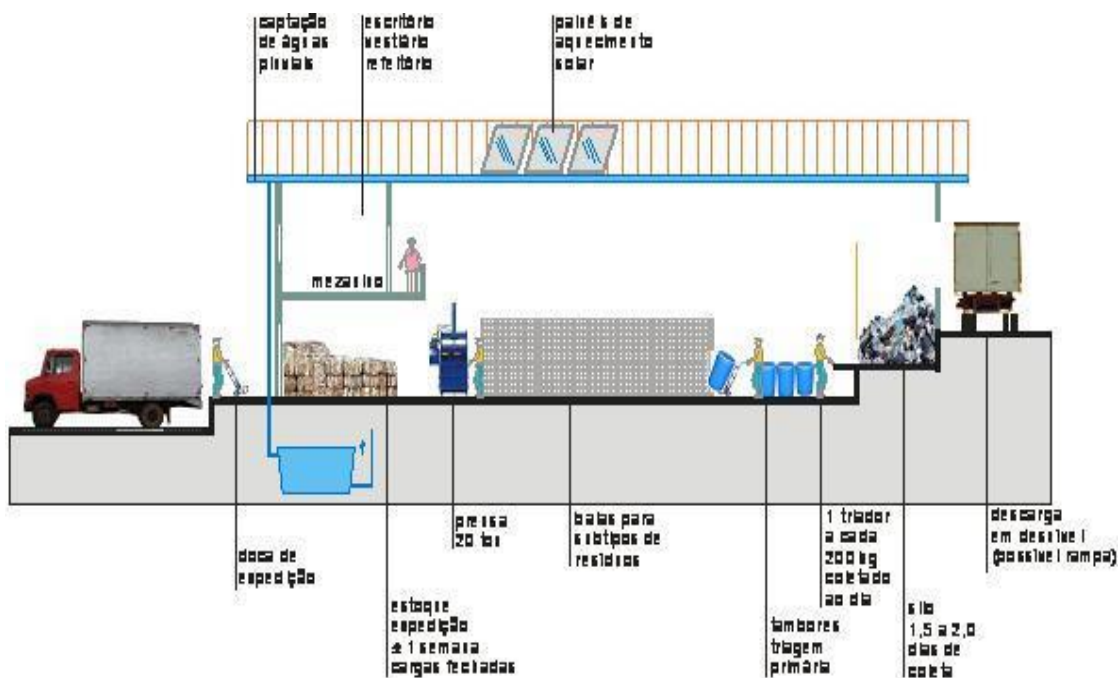 captação
de águas
pluviais
escritório
vestiário
refeitório
painéis de
aquecimento
solar
mezanino
doca de
expedição
estoque
expedição
± 1 semana
cargas fechadas
prensa
20 ton
baias para
subtipos de
resíduos
tambores
triagem
primária
1 triador
a cada
200 kg
coletado
ao dia
silo
1,5 a 2,0
dias de
coleta
descarga
em desnível
(possível rampa)